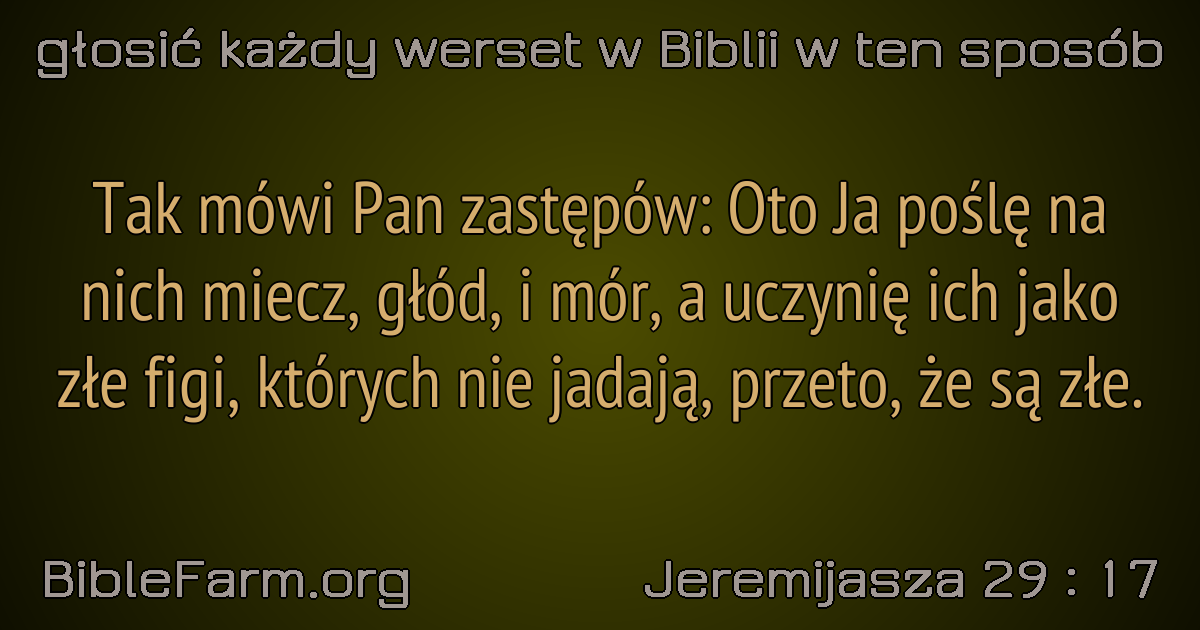 głosić każdy werset w Biblii w ten sposób
Tak mówi Pan zastępów: Oto Ja poślę na
nich miecz, głód, i mór, a uczynię ich jako
złe figi, których nie jadają, przeto, że są złe.
BibleFarm.org
Jeremijasza 29 : 17